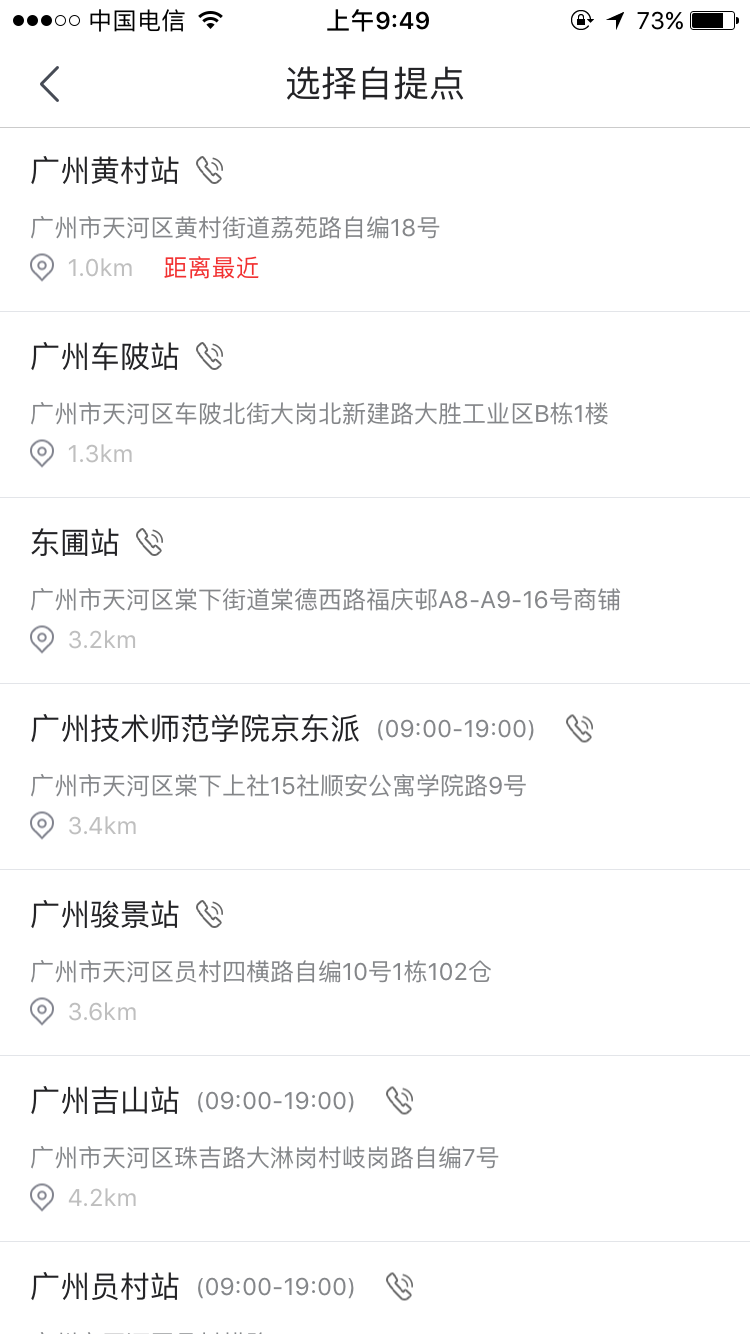 中国电信 上午9:49 73%
选择自提点
广州黄村站
广州市天河区黄村街道荔苑路自编18号
1.0km 距离最近
广州车陂站
广州市天河区车陂北街大岗北新建路大胜工业区B栋1楼
1.3km
东圃站
广州市天河区棠下街道棠德西路福庆邨A8-A9-16号商铺
3.2km
广州技术师范学院京东派 (09:00-19:00)
广州市天河区棠下上社15社顺安公寓学院路9号
3.4km
广州骏景站
广州市天河区员村四横路自编10号1栋102仓
3.6km
广州吉山站 (09:00-19:00)
广州市天河区珠吉路大淋岗村岐岗路自编7号
4.2km
广州员村站 (09:00-19:00)